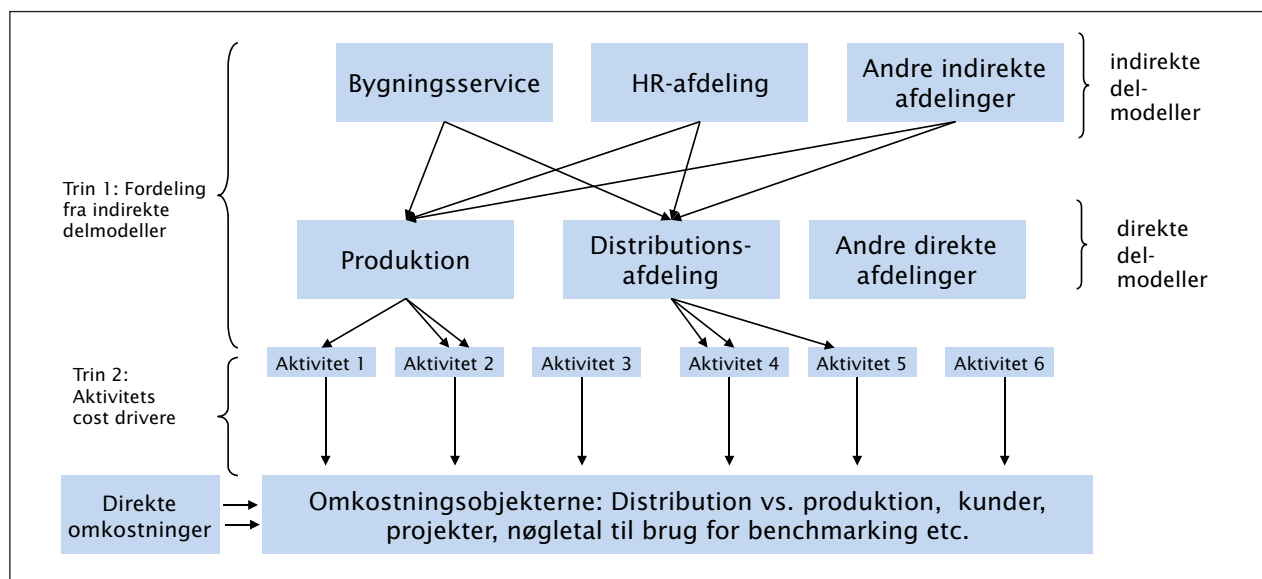 Bygningsservice
HR-afdeling
Andre indirekte
afdelinger
indirekte
del-
modeller
Trin 1: Fordeling
fra indirekte
delmodeller
Produktion
Distributions-
afdeling
Andre direkte
afdelinger
direkte
del-
modeller
Aktivitet 1
Aktivitet 2
Aktivitet 3
Aktivitet 4
Aktivitet 5
Aktivitet 6
Trin 2:
Aktivitets
cost drivere
Direkte
omkostninger
Omkostningsobjekterne: Distribution vs. produktion, kunder,
projekter, nøgletal til brug for benchmarking etc.